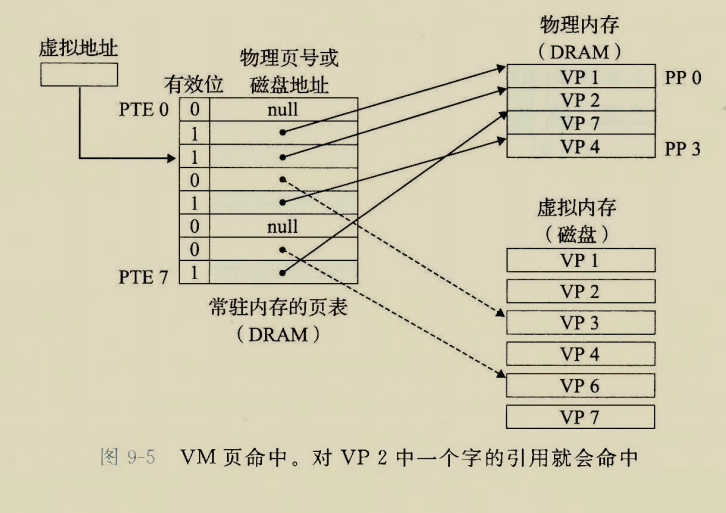 虚拟地址
物理页号或
有效位 磁盘地址
PTE 0 0 null
1
1
0
1
0 null
0
PTE 7 1
常驻内存的页表
（DRAM）
物理内存
（DRAM）
VP 1 PP 0
VP 2
VP 7
VP 4 PP 3
虚拟内存
（磁盘）
VP 1
VP 2
VP 3
VP 4
VP 6
VP 7
图 9-5 VM 页命中。对 VP 2 中一个字的引用就会命中